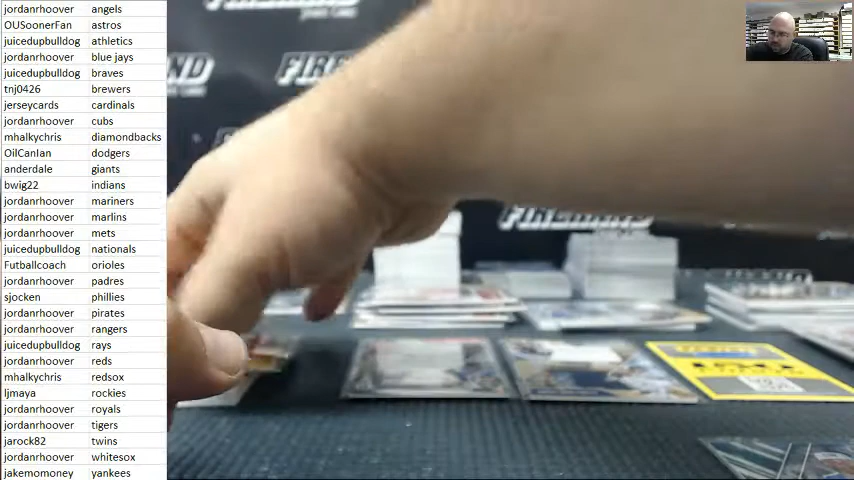 jordanrhoover angels
OUSoonerFan astros
juicedupbulldog athletics
jordanrhoover blue jays
juicedupbulldog braves
tnj0426 brewers
jerseycards cardinals
jordanrhoover cubs
mhalkychris diamondbacks
OilCanIan dodgers
anderdale giants
bwig22 indians
jordanrhoover mariners
jordanrhoover marlins
jordanrhoover mets
juicedupbulldog nationals
Futballcoach orioles
jordanrhoover padres
sjocken phillies
jordanrhoover pirates
jordanrhoover rangers
juicedupbulldog rays
jordanrhoover reds
mhalkychris redsox
ljmaya rockies
jordanrhoover royals
jordanrhoover tigers
jarock82 twins
jordanrhoover whitesox
jakemomoney yankees
FIREHAND